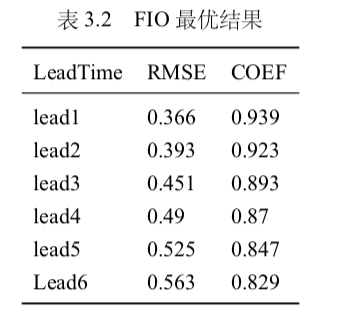 表 3.2 FIO 最优结果
LeadTime RMSE COEF
lead1 0.366 0.939
lead2 0.393 0.923
lead3 0.451 0.893
lead4 0.49 0.87
lead5 0.525 0.847
Lead6 0.563 0.829